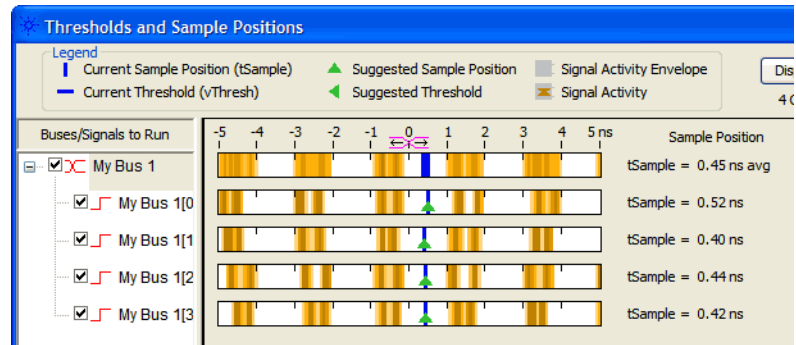 Thresholds and Sample Positions
Legend
Current Sample Position (tSample) Suggested Sample Position Signal Activity Envelope
Current Threshold (vThresh) Suggested Threshold Signal Activity
Buses/Signals to Run
-5 -4 -3 -2 -1 0 1 2 3 4 5 ns Sample Position
My Bus 1 tSample = 0.45 ns avg
My Bus 1[0 tSample = 0.52 ns
My Bus 1[1 tSample = 0.40 ns
My Bus 1[2 tSample = 0.44 ns
My Bus 1[3 tSample = 0.42 ns